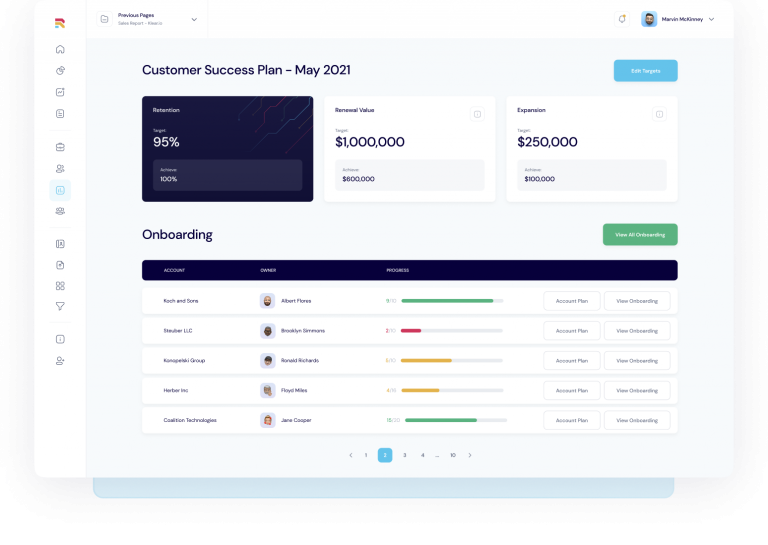 Previous Pages
Sales Report - Kleei io
Marvin McKinney
Customer Success Plan - May 2021
Edit Targets
Retention
Target
95%
Achieve
100%
Renewal Value
Target
$1,000,000
Achieve
$600,000
Expansion
Target
$250,000
Achieve
$100,000
Onboarding
View All Onboarding
ACCOUNT OWNER PROGRESS
Koch and Sons Albert Flores 9/10 Account Plan View Onboarding
Steuber LLC Brooklyn Simmons 2/10 Account Plan View Onboarding
Konopelski Group Ronald Richards 5/10 Account Plan View Onboarding
Herber Inc Floyd Miles 4/10 Account Plan View Onboarding
Coalition Technologies Jane Cooper 15/20 Account Plan View Onboarding
1 2 3 4 ... 10